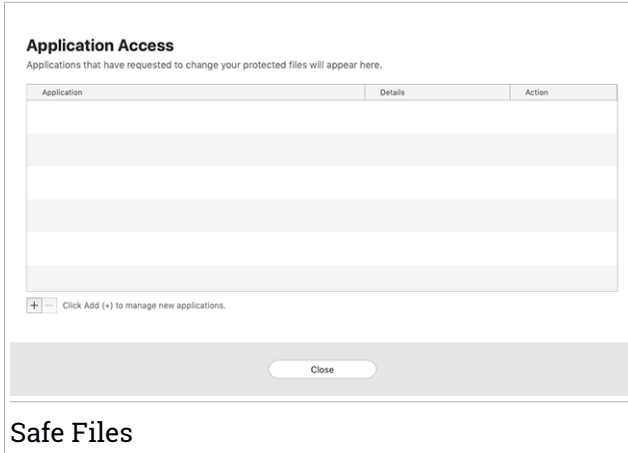 Application Access
Applications that have requested to change your protected files will appear here.
Application Details Action
+ − Click Add (+) to manage new applications.
Close
Safe Files